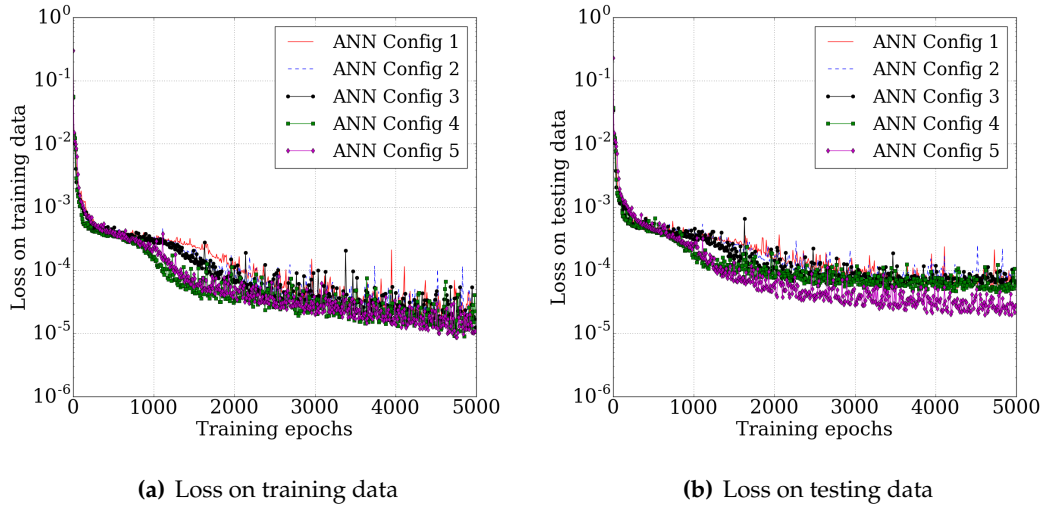 10^0
10^-1
10^-2
10^-3
10^-4
10^-5
10^-6
Loss on training data
ANN Config 1
ANN Config 2
ANN Config 3
ANN Config 4
ANN Config 5
0 1000 2000 3000 4000 5000
Training epochs
(a) Loss on training data
10^0
10^-1
10^-2
10^-3
10^-4
10^-5
10^-6
Loss on testing data
ANN Config 1
ANN Config 2
ANN Config 3
ANN Config 4
ANN Config 5
0 1000 2000 3000 4000 5000
Training epochs
(b) Loss on testing data